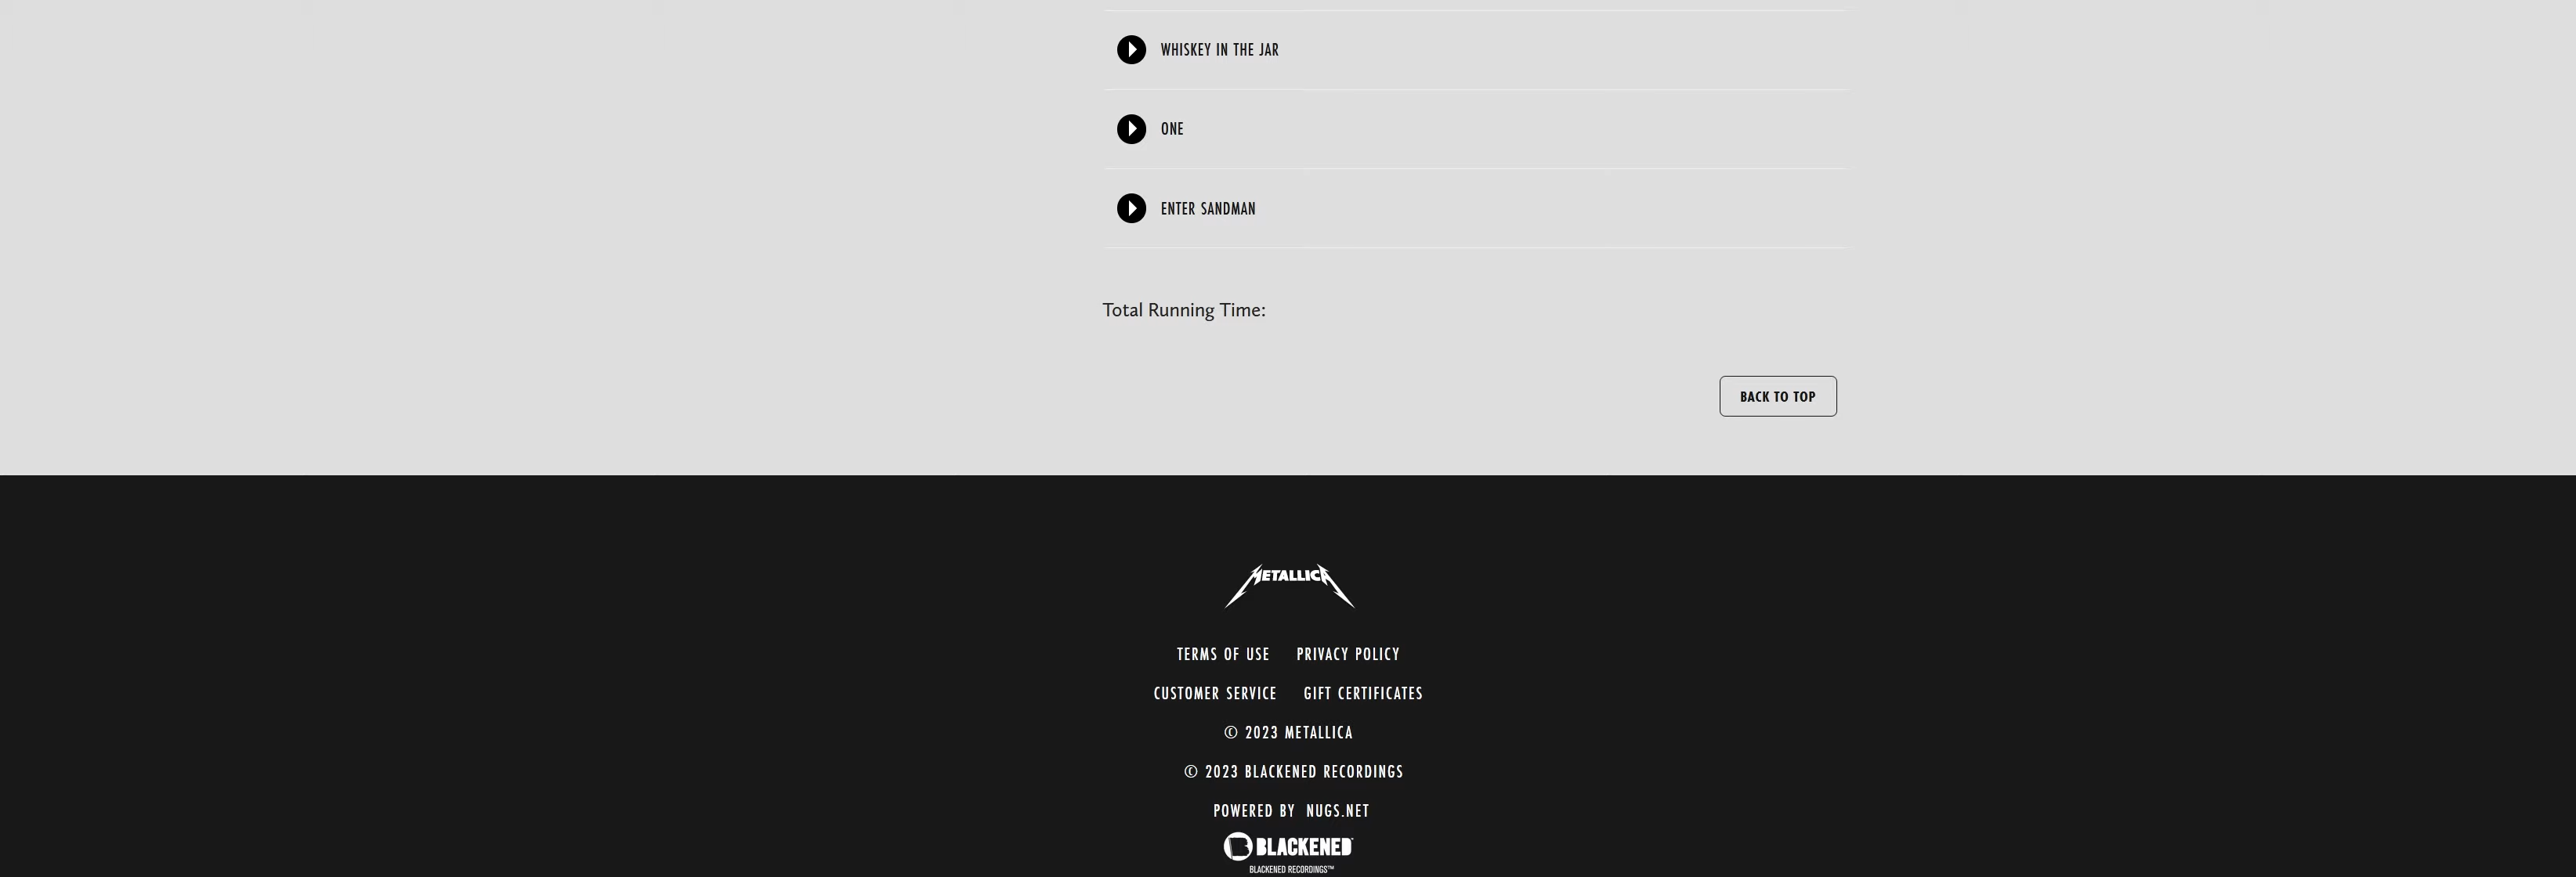 WHISKEY IN THE JAR
ONE
ENTER SANDMAN
Total Running Time:
BACK TO TOP
METALLICA
TERMS OF USE PRIVACY POLICY
CUSTOMER SERVICE GIFT CERTIFICATES
© 2023 METALLICA
© 2023 BLACKENED RECORDINGS
POWERED BY NUGS.NET
BLACKENED
BLACKENED RECORDINGS™